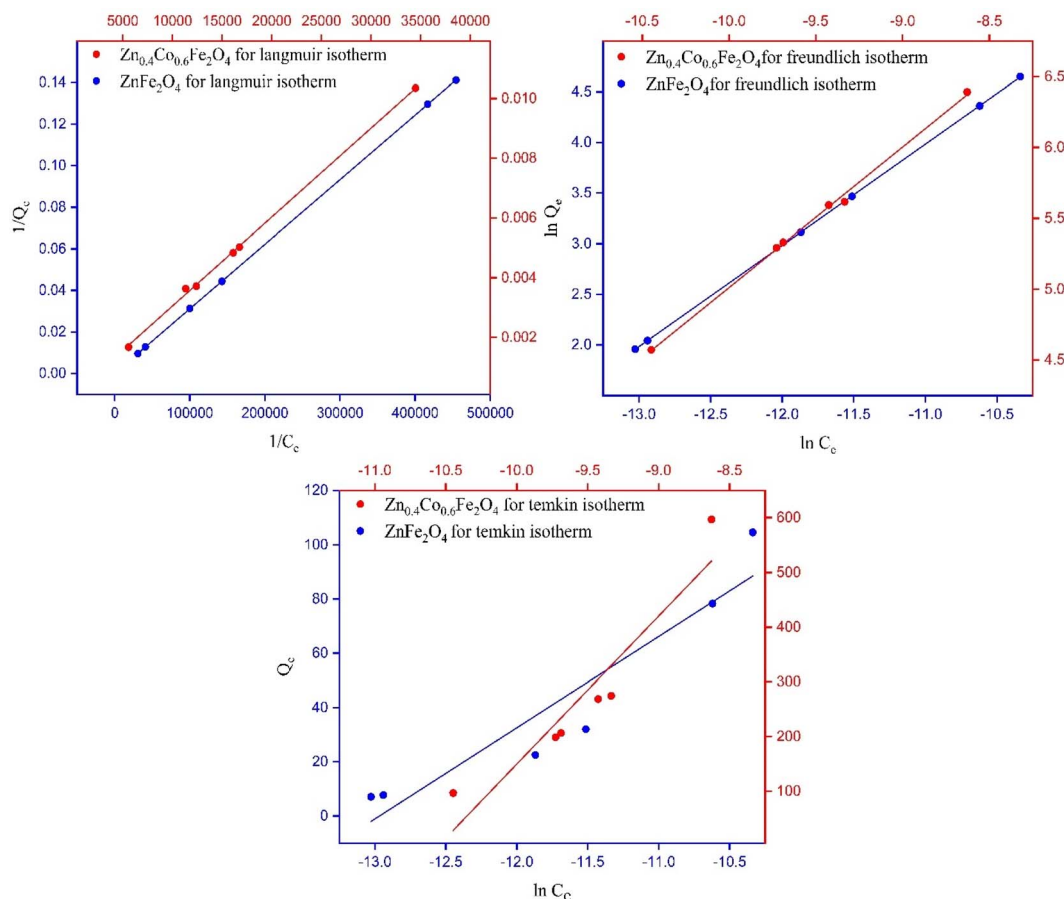 5000 10000 15000 20000 25000 30000 35000 40000
Zn0.4Co0.6Fe2O4 for langmuir isotherm
ZnFe2O4 for langmuir isotherm
0.14
0.12
0.10
0.08
0.06
0.04
0.02
0.00
1/Qe
0.010
0.008
0.006
0.004
0.002
0 100000 200000 300000 400000 500000
1/Ce
-10.5 -10.0 -9.5 -9.0 -8.5
Zn0.4Co0.6Fe2O4 for freundlich isotherm
ZnFe2O4 for freundlich isotherm
4.5
4.0
3.5
3.0
2.5
2.0
ln Qe
6.5
6.0
5.5
5.0
4.5
-13.0 -12.5 -12.0 -11.5 -11.0 -10.5
ln Ce
-11.0 -10.4 -9.9 -9.4 -8.9 -8.4
Zn0.4Co0.6Fe2O4 for temkin isotherm
ZnFe2O4 for temkin isotherm
120
100
80
60
40
20
0
Qe
600
500
400
300
200
100
-13.0 -12.5 -12.0 -11.5 -11.0 -10.5
ln Ce